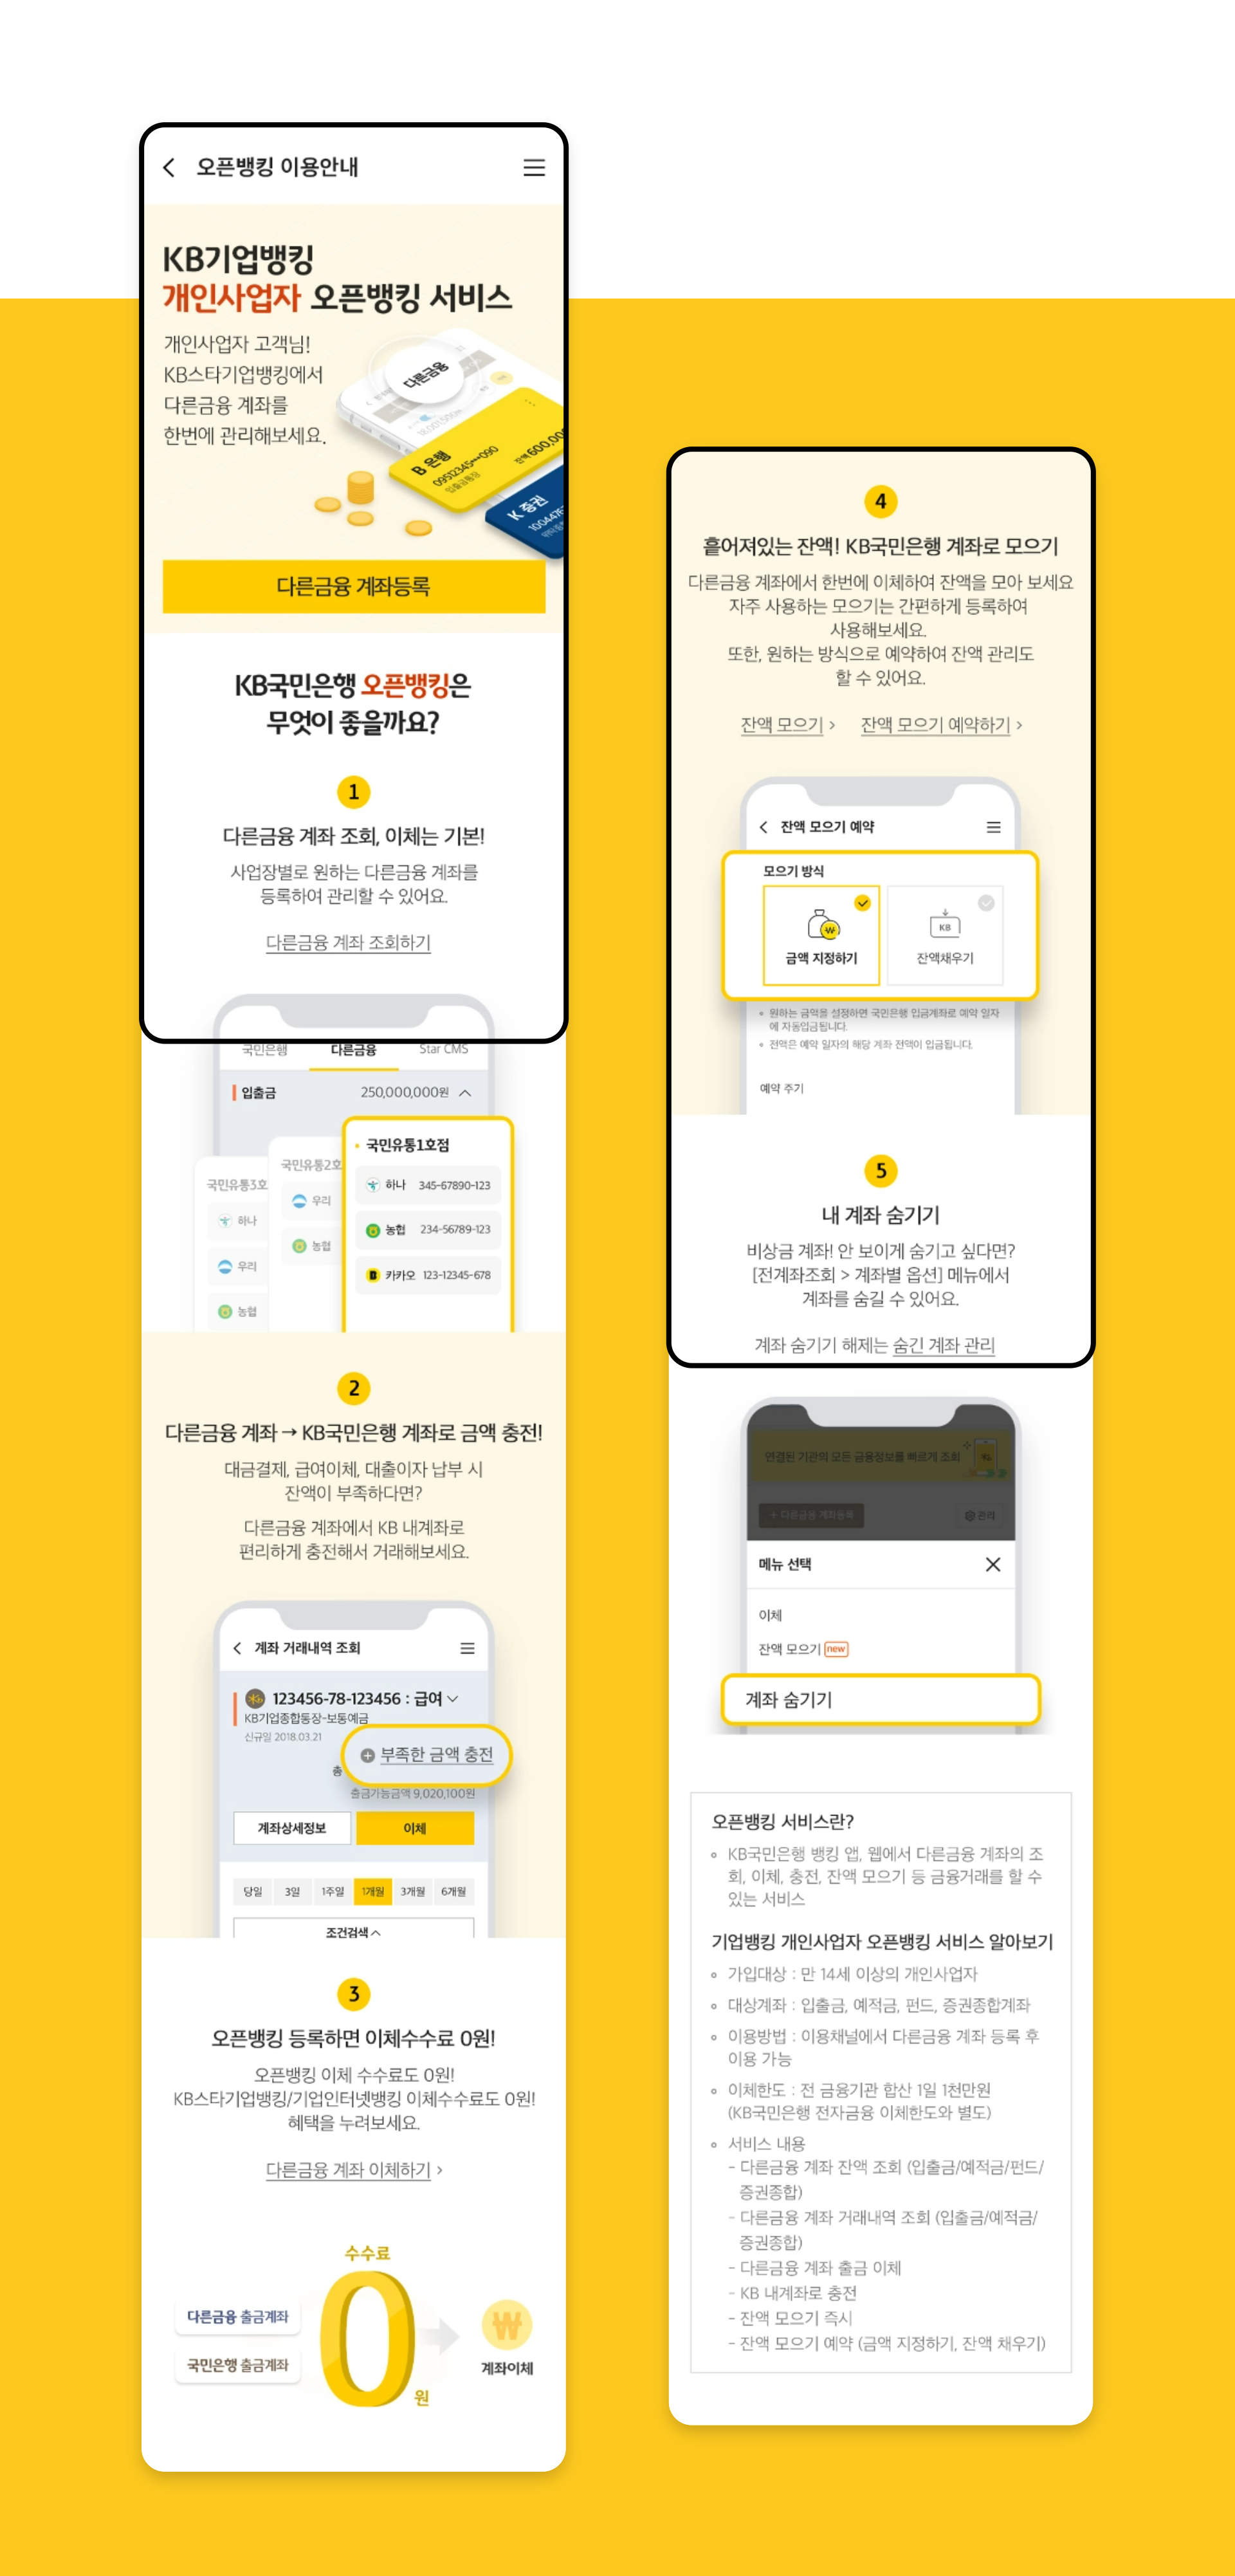 오픈뱅킹 이용안내
KB기업뱅킹
개인사업자 오픈뱅킹 서비스
개인사업자 고객님!
KB스타기업뱅킹에서
다른금융 계좌를
한번에 관리해보세요.
다른금융
B 은행
09512345***090
입출금통장
잔액 600,00
K 증권
다른금융 계좌등록
KB국민은행 오픈뱅킹은
무엇이 좋을까요?
1
다른금융 계좌 조회, 이체는 기본!
사업장별로 원하는 다른금융 계좌를
등록하여 관리할 수 있어요.
다른금융 계좌 조회하기
국민은행 다른금융 Star CMS
입출금 250,000,000원
국민유통3호
하나
우리
농협
국민유통2호
우리
농협
국민유통1호점
하나 345-67890-123
농협 234-56789-123
카카오 123-12345-678
2
다른금융 계좌 → KB국민은행 계좌로 금액 충전!
대금결제, 급여이체, 대출이자 납부 시
잔액이 부족하다면?
다른금융 계좌에서 KB 내계좌로
편리하게 충전해서 거래해보세요.
계좌 거래내역 조회
123456-78-123456 : 급여
KB기업종합통장-보통예금
신규일 2018.03.21
부족한 금액 충전
총
출금가능금액 9,020,100원
계좌상세정보 이체
당일 3일 1주일 1개월 3개월 6개월
조건검색
3
오픈뱅킹 등록하면 이체수수료 0원!
오픈뱅킹 이체 수수료도 0원!
KB스타기업뱅킹/기업인터넷뱅킹 이체수수료도 0원!
혜택을 누려보세요.
다른금융 계좌 이체하기 >
수수료
다른금융 출금계좌
국민은행 출금계좌
0
원
₩
계좌이체
4
흩어져있는 잔액! KB국민은행 계좌로 모으기
다른금융 계좌에서 한번에 이체하여 잔액을 모아 보세요
자주 사용하는 모으기는 간편하게 등록하여
사용해보세요.
또한, 원하는 방식으로 예약하여 잔액 관리도
할 수 있어요.
잔액 모으기 > 잔액 모으기 예약하기 >
잔액 모으기 예약
모으기 방식
₩
금액 지정하기
KB
잔액채우기
• 원하는 금액을 설정하면 국민은행 입금계좌로 예약 일자
에 자동입금됩니다.
• 전액은 예약 일자의 해당 계좌 전액이 입금됩니다.
예약 주기
5
내 계좌 숨기기
비상금 계좌! 안 보이게 숨기고 싶다면?
[전계좌조회 > 계좌별 옵션] 메뉴에서
계좌를 숨길 수 있어요.
계좌 숨기기 해제는 숨긴 계좌 관리
연결된 기관의 모든 금융정보를 빠르게 조회
+ 다른금융 계좌등록 관리
메뉴 선택
이체
잔액 모으기 new
계좌 숨기기
오픈뱅킹 서비스란?
◦ KB국민은행 뱅킹 앱, 웹에서 다른금융 계좌의 조
회, 이체, 충전, 잔액 모으기 등 금융거래를 할 수
있는 서비스
기업뱅킹 개인사업자 오픈뱅킹 서비스 알아보기
◦ 가입대상 : 만 14세 이상의 개인사업자
◦ 대상계좌 : 입출금, 예적금, 펀드, 증권종합계좌
◦ 이용방법 : 이용채널에서 다른금융 계좌 등록 후
이용 가능
◦ 이체한도 : 전 금융기관 합산 1일 1천만원
(KB국민은행 전자금융 이체한도와 별도)
◦ 서비스 내용
- 다른금융 계좌 잔액 조회 (입출금/예적금/펀드/
증권종합)
- 다른금융 계좌 거래내역 조회 (입출금/예적금/
증권종합)
- 다른금융 계좌 출금 이체
- KB 내계좌로 충전
- 잔액 모으기 즉시
- 잔액 모으기 예약 (금액 지정하기, 잔액 채우기)